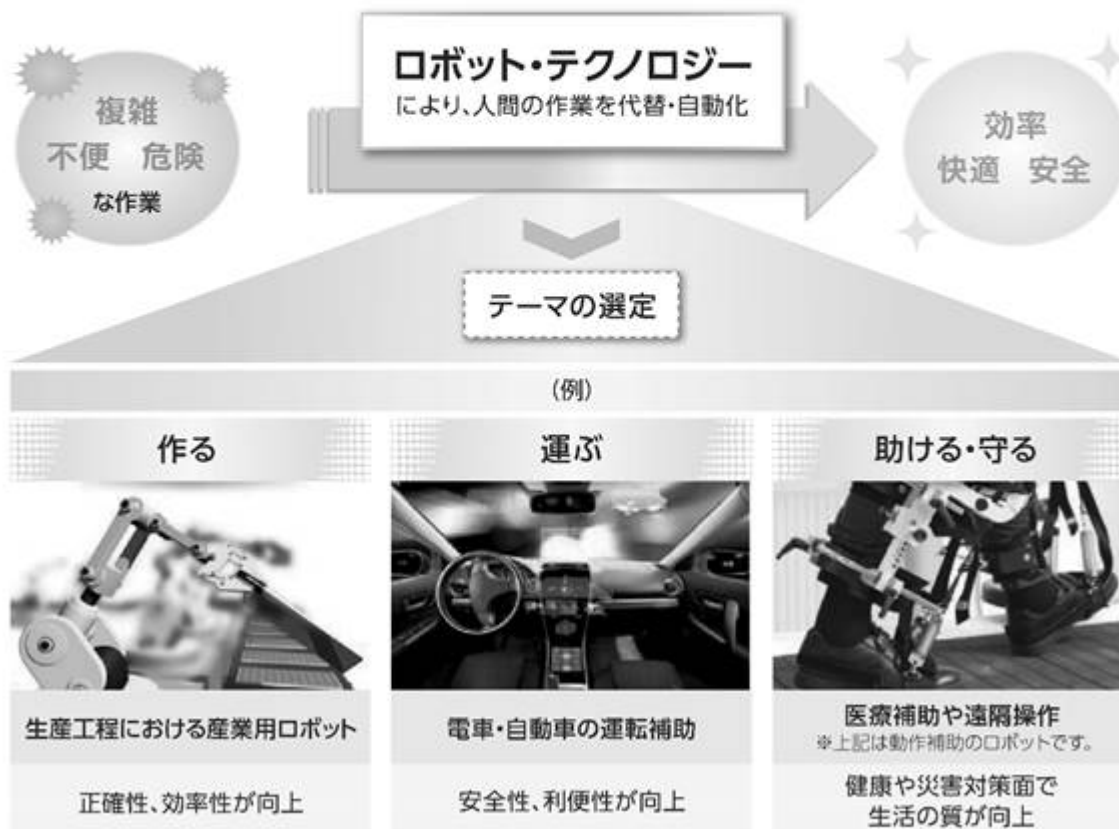 複雑
不便 危険
な作業
ロボット・テクノロジー
により、人間の作業を代替・自動化
効率
快適 安全
テーマの選定
(例)
作る
運ぶ
助ける・守る
生産工程における産業用ロボット
電車・自動車の運転補助
医療補助や遠隔操作
※上記は動作補助のロボットです。
正確性、効率性が向上
安全性、利便性が向上
健康や災害対策面で
生活の質が向上